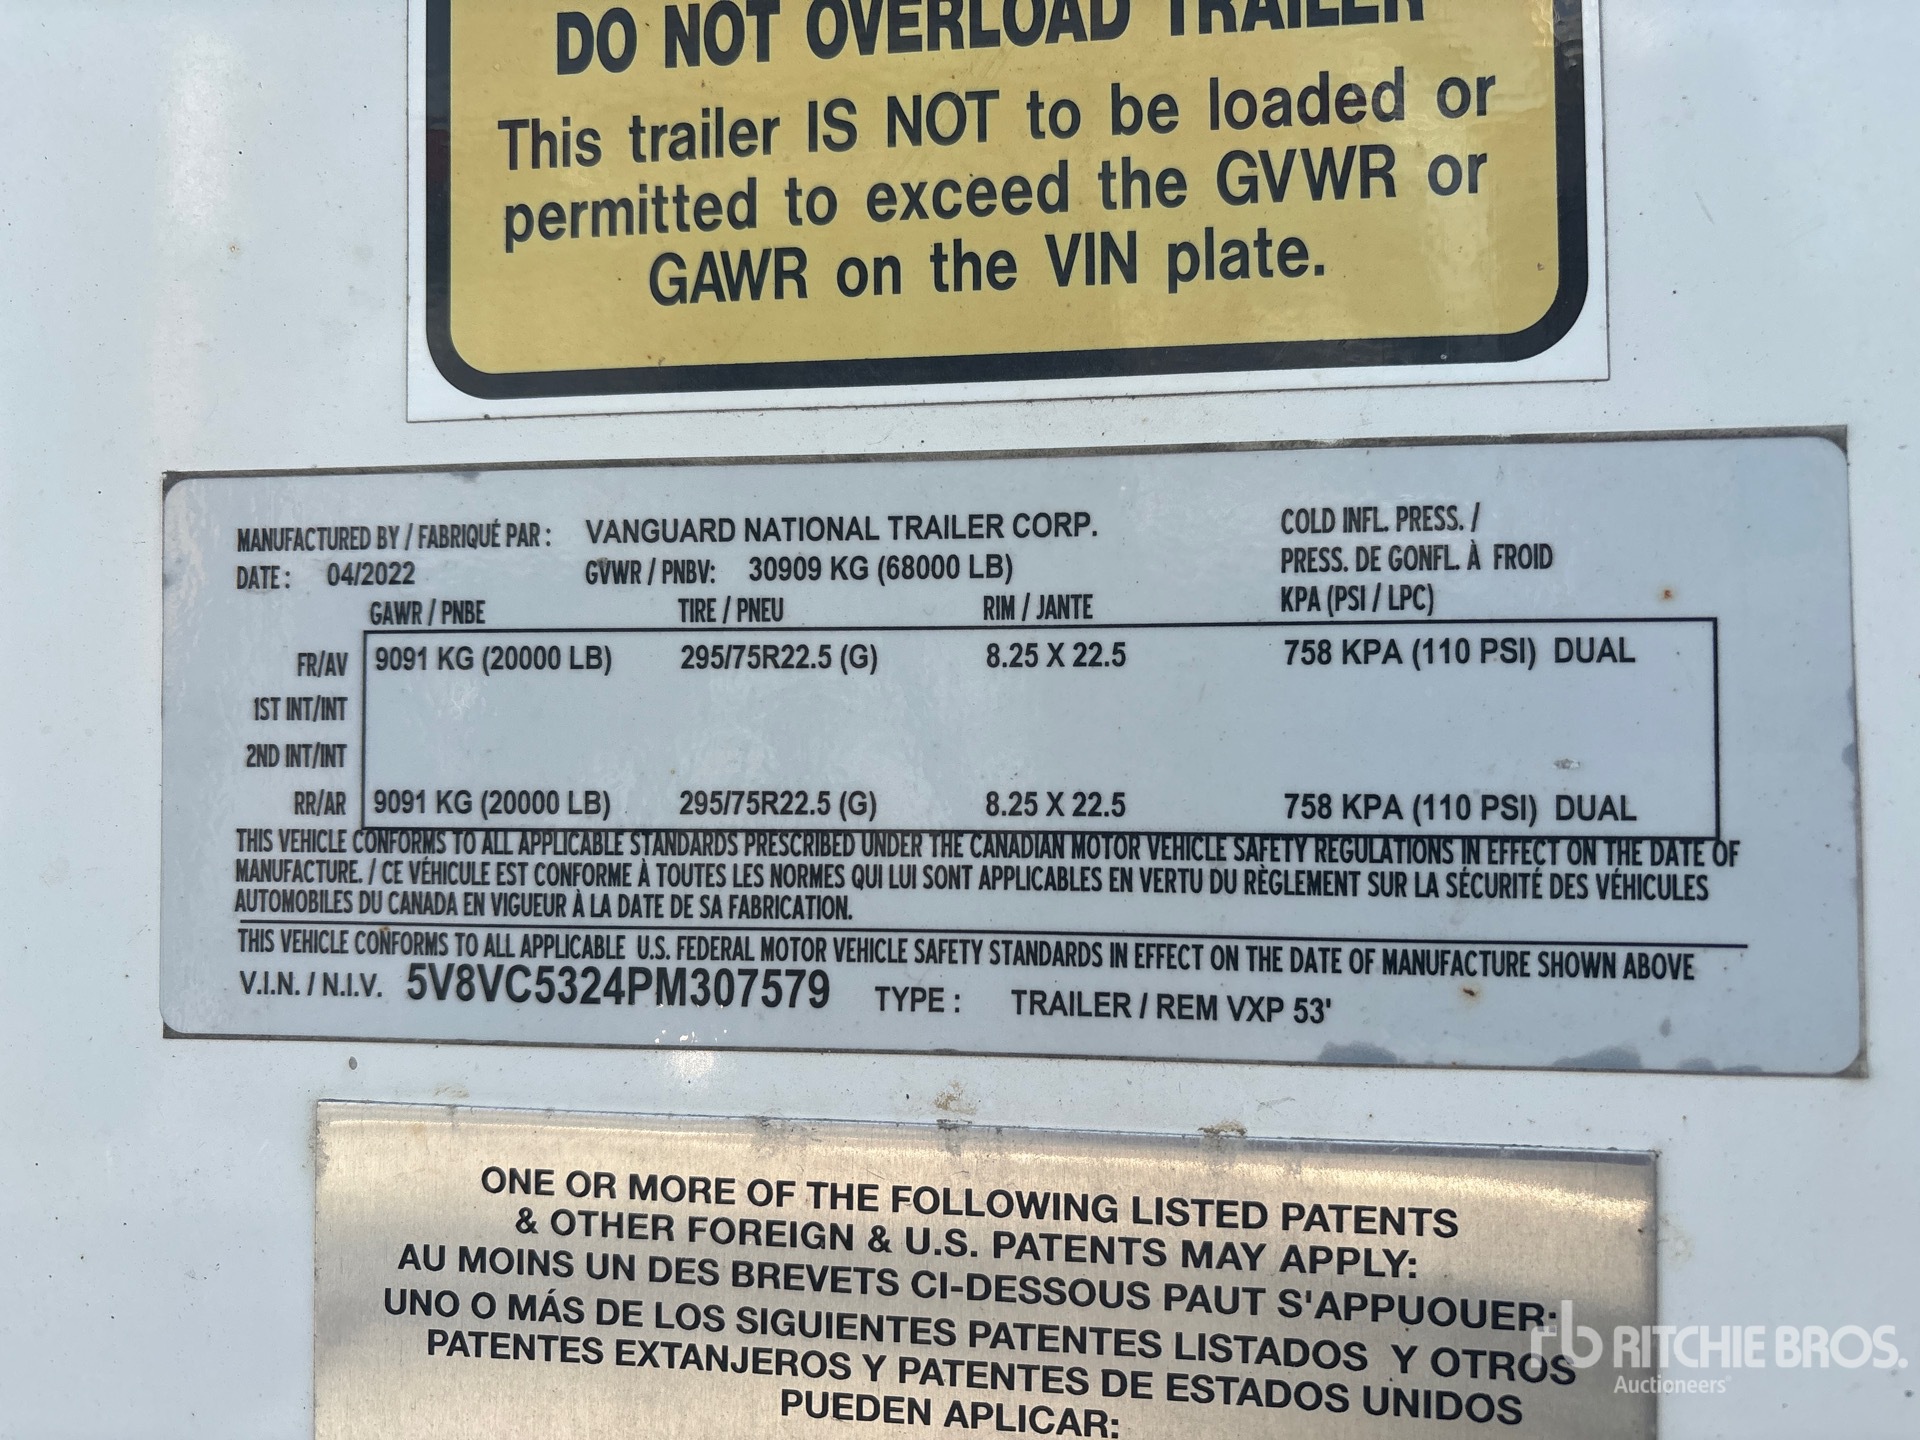 DO NOT OVERLOAD TRAILER
This trailer IS NOT to be loaded or
permitted to exceed the GVWR or
GAWR on the VIN plate.
MANUFACTURED BY / FABRIQUÉ PAR : VANGUARD NATIONAL TRAILER CORP.
DATE : 04/2022 GVWR / PNBV: 30909 KG (68000 LB)
COLD INFL. PRESS. /
PRESS. DE GONFL. À FROID
KPA (PSI / LPC)
GAWR / PNBE TIRE / PNEU RIM / JANTE
FR/AV 9091 KG (20000 LB) 295/75R22.5 (G) 8.25 X 22.5 758 KPA (110 PSI) DUAL
1ST INT/INT
2ND INT/INT
RR/AR 9091 KG (20000 LB) 295/75R22.5 (G) 8.25 X 22.5 758 KPA (110 PSI) DUAL
THIS VEHICLE CONFORMS TO ALL APPLICABLE STANDARDS PRESCRIBED UNDER THE CANADIAN MOTOR VEHICLE SAFETY REGULATIONS IN EFFECT ON THE DATE OF
MANUFACTURE. / CE VÉHICULE EST CONFORME À TOUTES LES NORMES QUI LUI SONT APPLICABLES EN VERTU DU RÈGLEMENT SUR LA SÉCURITÉ DES VÉHICULES
AUTOMOBILES DU CANADA EN VIGUEUR À LA DATE DE SA FABRICATION.
THIS VEHICLE CONFORMS TO ALL APPLICABLE U.S. FEDERAL MOTOR VEHICLE SAFETY STANDARDS IN EFFECT ON THE DATE OF MANUFACTURE SHOWN ABOVE
V.I.N. / N.I.V. 5V8VC5324PM307579 TYPE : TRAILER / REM VXP 53'
ONE OR MORE OF THE FOLLOWING LISTED PATENTS
& OTHER FOREIGN & U.S. PATENTS MAY APPLY:
AU MOINS UN DES BREVETS CI-DESSOUS PAUT S'APPUOUER:
UNO O MÁS DE LOS SIGUIENTES PATENTES LISTADOS Y OTROS
PATENTES EXTANJEROS Y PATENTES DE ESTADOS UNIDOS
PUEDEN APLICAR:
rb RITCHIE BROS.
Auctioneers